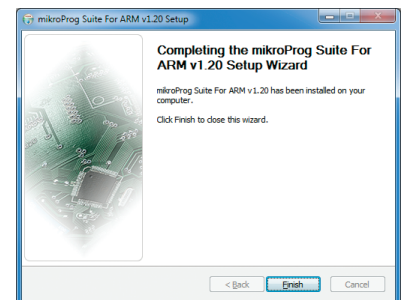 mikroProg Suite For ARM v1.20 Setup
Completing the mikroProg Suite For
ARM v1.20 Setup Wizard
mikroProg Suite For ARM v1.20 has been installed on your
computer.
Click Finish to close this wizard.
< Back Finish Cancel